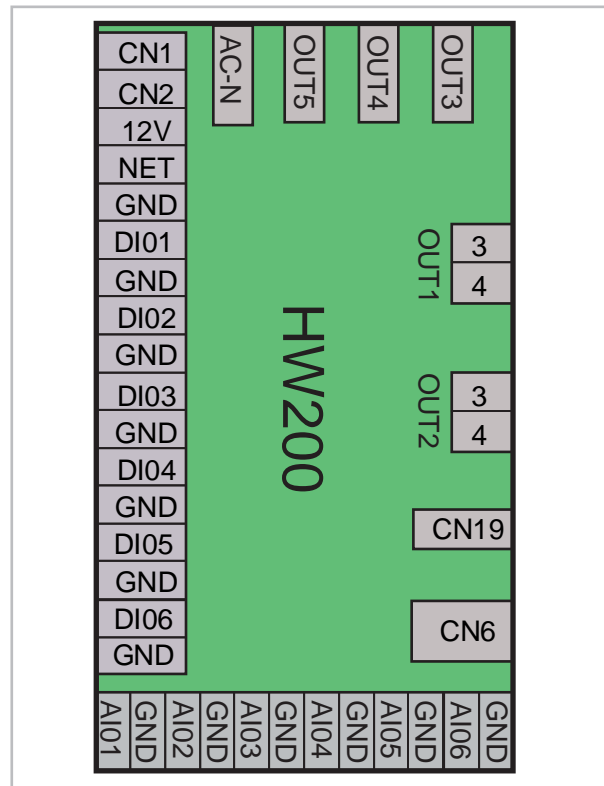 CN1
CN2
12V
NET
GND
DI01
GND
DI02
GND
DI03
GND
DI04
GND
DI05
GND
DI06
GND
AC-N
OUT5
OUT4
OUT3
OUT1
3
4
HW200
OUT2
3
4
CN19
CN6
AI01
GND
AI02
GND
AI03
GND
AI04
GND
AI05
GND
AI06
GND